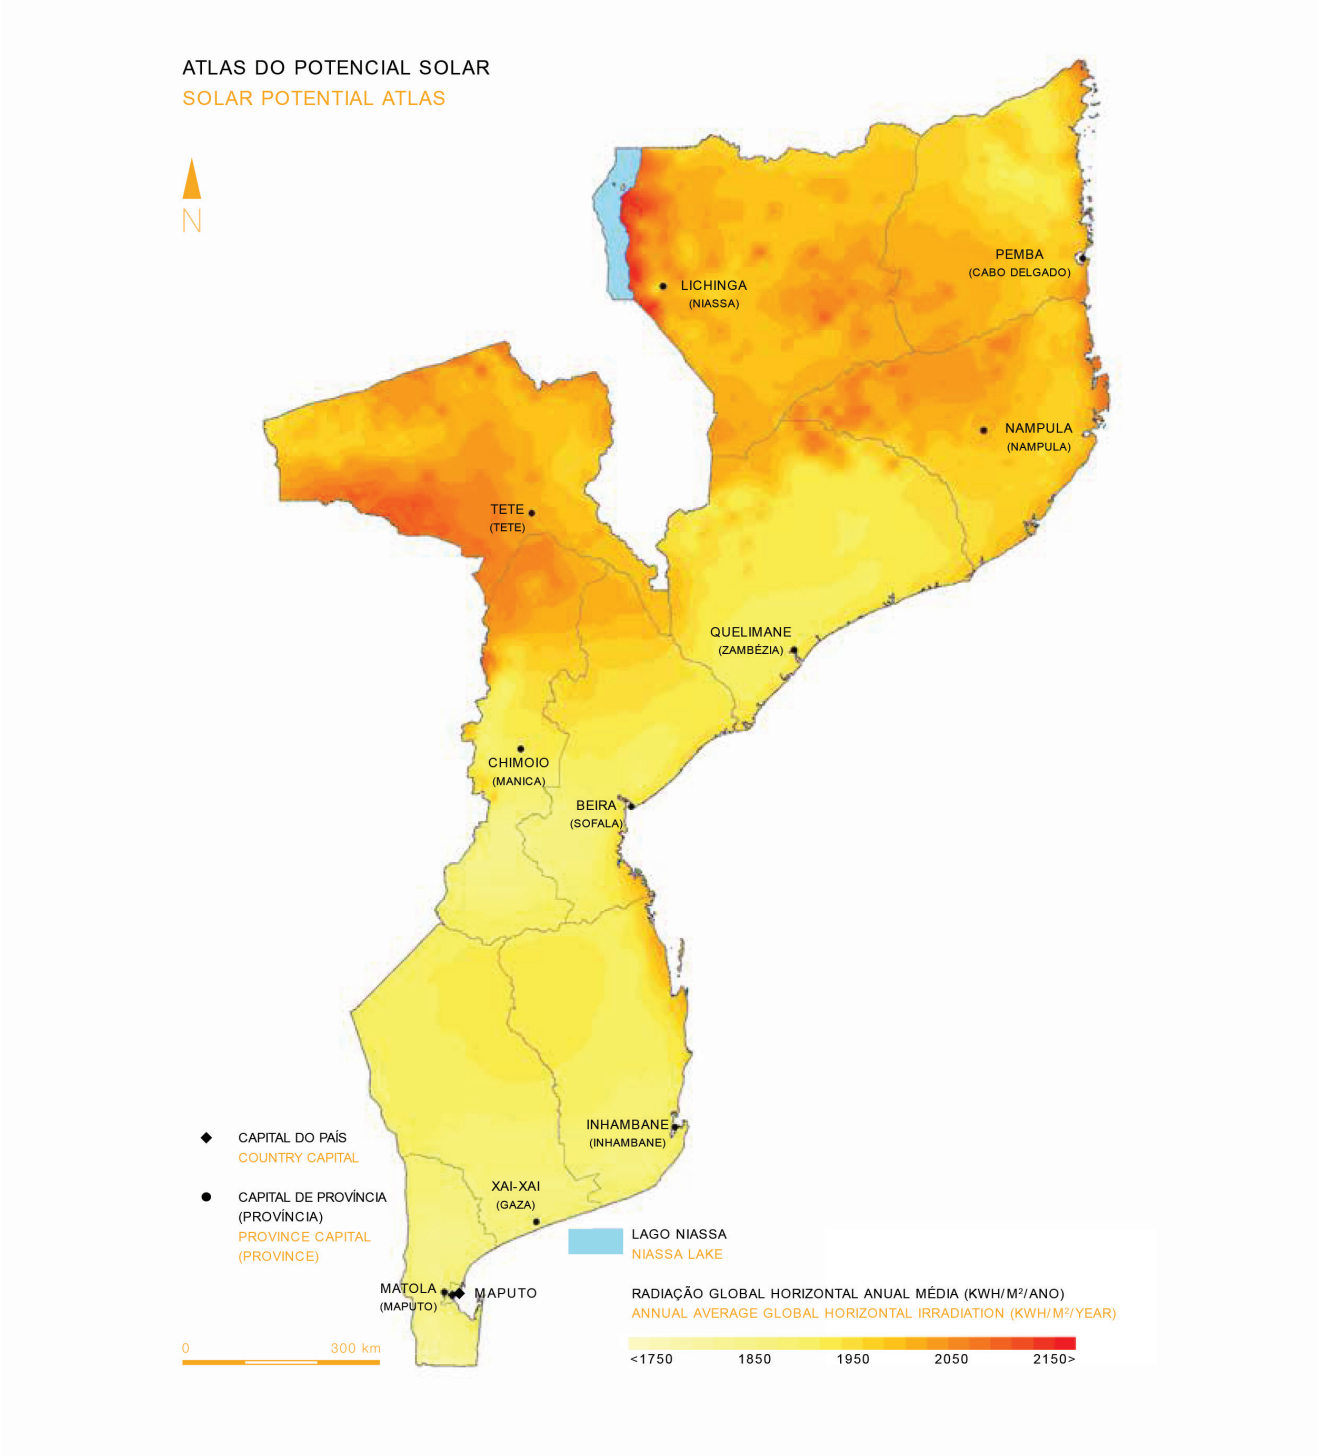 ATLAS DO POTENCIAL SOLAR
SOLAR POTENTIAL ATLAS
N
PEMBA
(CABO DELGADO)
LICHINGA
(NIASSA)
NAMPULA
(NAMPULA)
TETE
(TETE)
QUELIMANE
(ZAMBÉZIA)
CHIMOIO
(MANICA)
BEIRA
(SOFALA)
INHAMBANE
(INHAMBANE)
XAI-XAI
(GAZA)
MATOLA
(MAPUTO)
MAPUTO
CAPITAL DO PAÍS
COUNTRY CAPITAL
CAPITAL DE PROVÍNCIA
(PROVÍNCIA)
PROVINCE CAPITAL
(PROVINCE)
0 300 km
LAGO NIASSA
NIASSA LAKE
RADIAÇÃO GLOBAL HORIZONTAL ANUAL MÉDIA (KWH/M²/ANO)
ANNUAL AVERAGE GLOBAL HORIZONTAL IRRADIATION (KWH/M²/YEAR)
<1750 1850 1950 2050 2150>